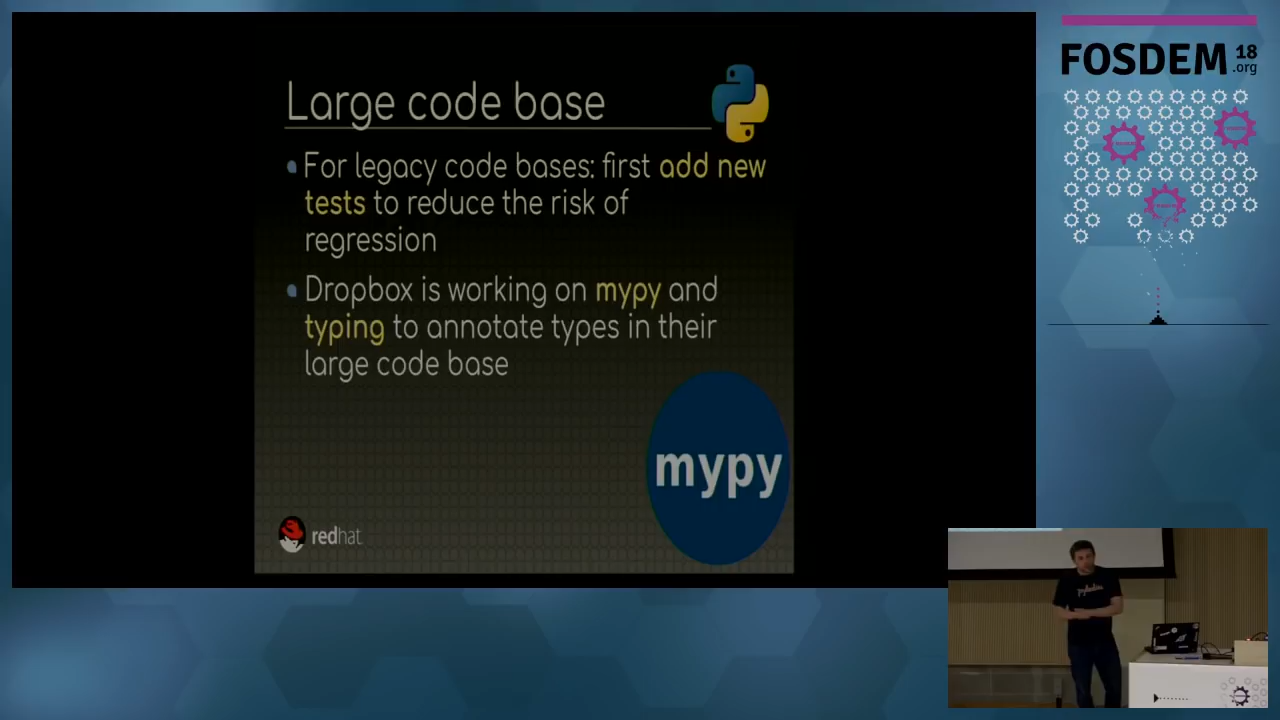 Large code base
For legacy code bases: first add new
tests to reduce the risk of
regression
Dropbox is working on mypy and
typing to annotate types in their
large code base
mypy
redhat.
FOSDEM 18
.org